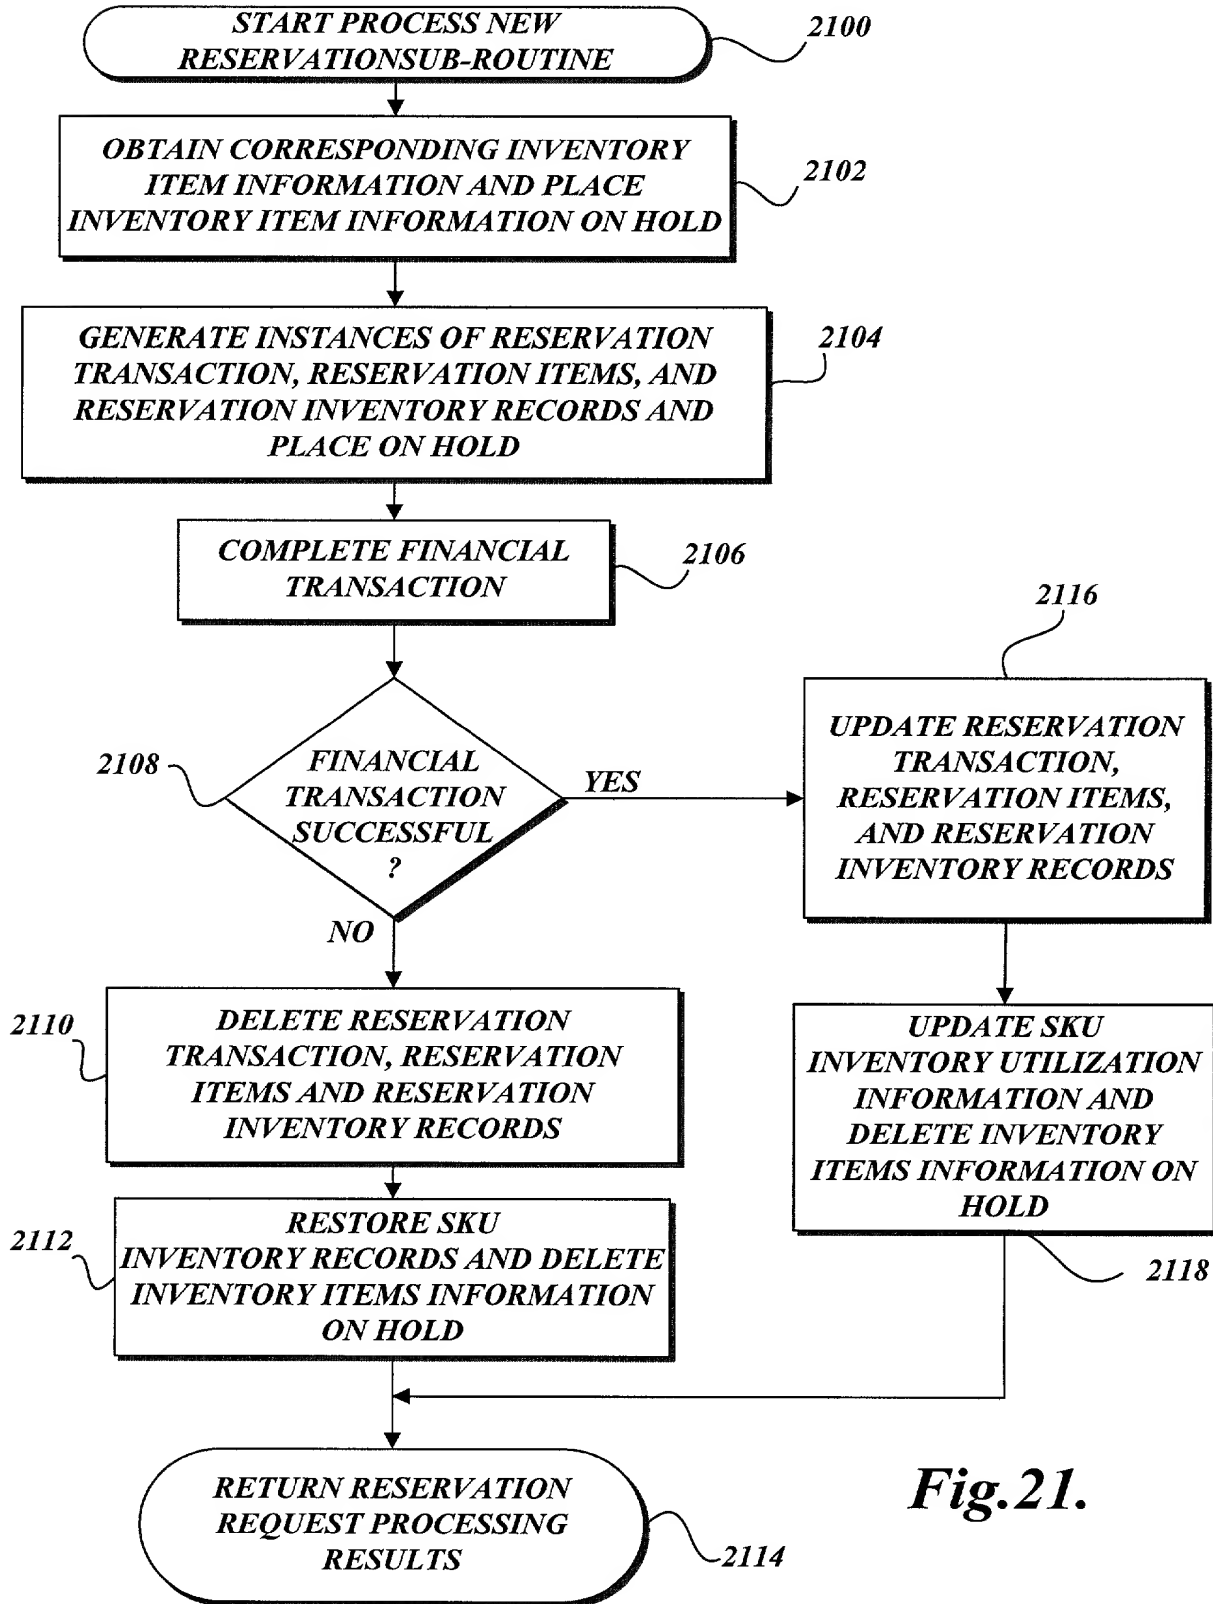 START PROCESS NEW
RESERVATIONSUB-ROUTINE
2100
OBTAIN CORRESPONDING INVENTORY
ITEM INFORMATION AND PLACE
INVENTORY ITEM INFORMATION ON HOLD
2102
GENERATE INSTANCES OF RESERVATION
TRANSACTION, RESERVATION ITEMS, AND
RESERVATION INVENTORY RECORDS AND
PLACE ON HOLD
2104
COMPLETE FINANCIAL
TRANSACTION
2106
2108
FINANCIAL
TRANSACTION
SUCCESSFUL
?
YES
NO
2116
UPDATE RESERVATION
TRANSACTION,
RESERVATION ITEMS,
AND RESERVATION
INVENTORY RECORDS
2110
DELETE RESERVATION
TRANSACTION, RESERVATION
ITEMS AND RESERVATION
INVENTORY RECORDS
UPDATE SKU
INVENTORY UTILIZATION
INFORMATION AND
DELETE INVENTORY
ITEMS INFORMATION ON
HOLD
2118
2112
RESTORE SKU
INVENTORY RECORDS AND DELETE
INVENTORY ITEMS INFORMATION
ON HOLD
RETURN RESERVATION
REQUEST PROCESSING
RESULTS
2114
Fig.21.